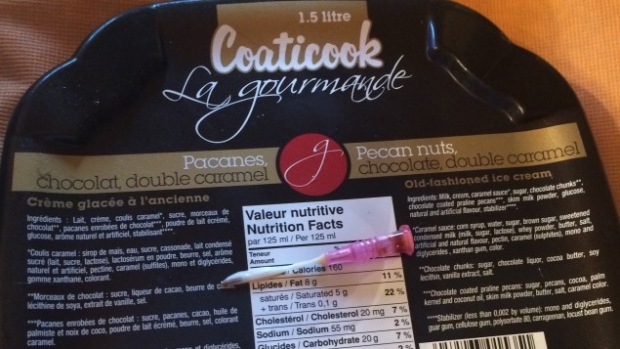 1.5 litre
Coaticook
La gourmande
Pacanes,
chocolat, double caramel
g
Pecan nuts,
chocolate, double caramel
Crème glacée à l'ancienne
Ingrédients : Lait, crème, coulis caramel*, sucre, morceaux de
chocolat**, pacanes enrobées de chocolat***, poudre de lait écrémé,
glucose, arôme naturel et artificiel, stabilisant****.
*Coulis caramel : sirop de maïs, eau, sucre, cassonade, lait condensé
sucré (lait, sucre, lactose), lactosérum en poudre, beurre, sel, arôme
naturel et artificiel, pectine, caramel (sulfites), mono et diglycérides,
gomme xanthane, colorant.
**Morceaux de chocolat : sucre, liqueur de cacao, beurre de
lécithine de soya, extrait de vanille, sel.
***Pacanes enrobées de chocolat : sucre, pacanes, cacao, huile de
palmiste et noix de coco, poudre de lait écrémé, beurre, sel, colorant
caramel.
Valeur nutritive
Nutrition Facts
par 125 ml / Per 125 ml
Teneur
Amount
Calories 160
Lipides / Fat 8 g 11 %
saturés / Saturated 5 g 22 %
+ trans / Trans 0,1 g
Cholestérol / Cholesterol 20 mg 7 %
Sodium / Sodium 55 mg 2 %
Glucides / Carbohydrate 20 g 7 %
Old-fashioned ice cream
Ingredients: Milk, cream, caramel sauce*, sugar, chocolate chunks**,
chocolate coated praline pecans***, skim milk powder, glucose,
natural and artificial flavour, stabilizer****.
*Caramel sauce: corn syrup, water, sugar, brown sugar, sweetened
condensed milk (milk, sugar, lactose), whey powder, butter, salt,
artificial and natural flavour, pectin, caramel (sulphites), mono and
diglycerides, xanthan gum, color.
**Chocolate chunks: sugar, chocolate liquor, cocoa butter, soy
lecithin, vanilla extract, salt.
***Chocolate coated praline pecans: sugar, pecans, cocoa, palm
kernel and coconut oil, skim milk powder, butter, salt, caramel color.
****Stabilizer (less than 0.002 by volume): mono and diglycerides,
guar gum, cellulose gum, polysorbate 80, carrageenan, locust bean gum.